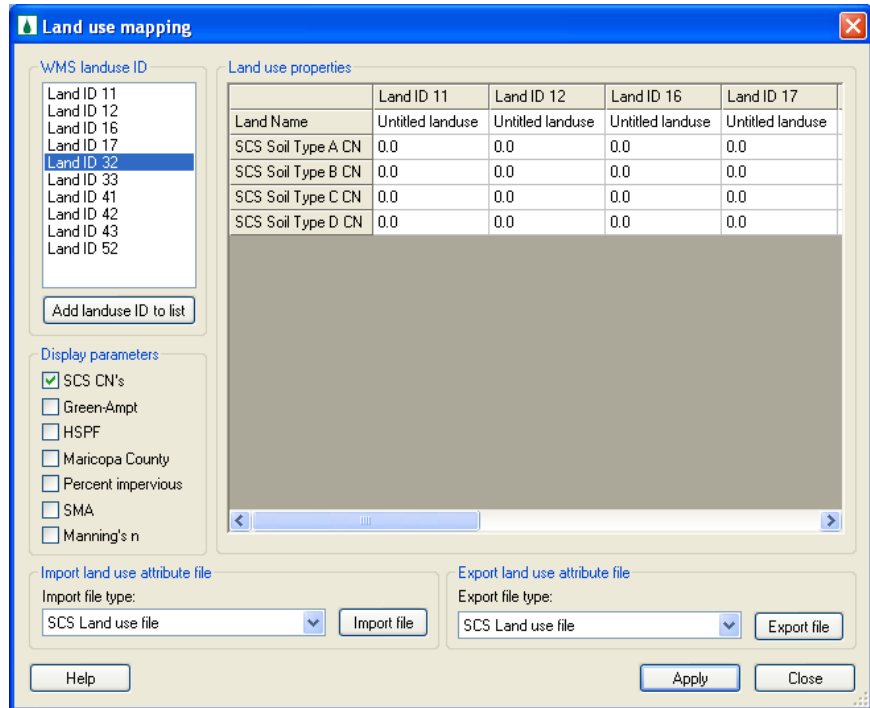 Land use mapping
WMS landuse ID
Land ID 11
Land ID 12
Land ID 16
Land ID 17
Land ID 32
Land ID 33
Land ID 41
Land ID 42
Land ID 43
Land ID 52
Add landuse ID to list
Display parameters
SCS CN's
Green-Ampt
HSPF
Maricopa County
Percent impervious
SMA
Manning's n
Land use properties
Land ID 11 Land ID 12 Land ID 16 Land ID 17
Land Name Untitled landuse Untitled landuse Untitled landuse Untitled landuse
SCS Soil Type A CN 0.0 0.0 0.0 0.0
SCS Soil Type B CN 0.0 0.0 0.0 0.0
SCS Soil Type C CN 0.0 0.0 0.0 0.0
SCS Soil Type D CN 0.0 0.0 0.0 0.0
Import land use attribute file
Import file type:
SCS Land use file Import file
Export land use attribute file
Export file type:
SCS Land use file Export file
Help Apply Close